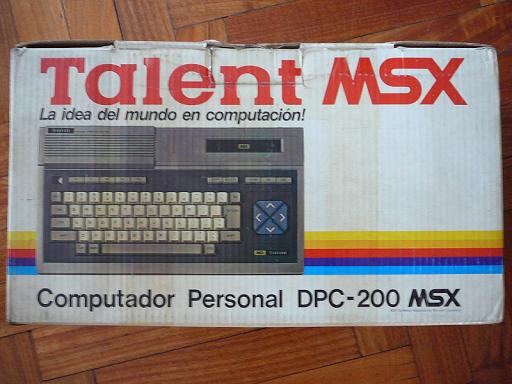 Talent MSX
La idea del mundo en computación!
Computador Personal DPC-200 MSX